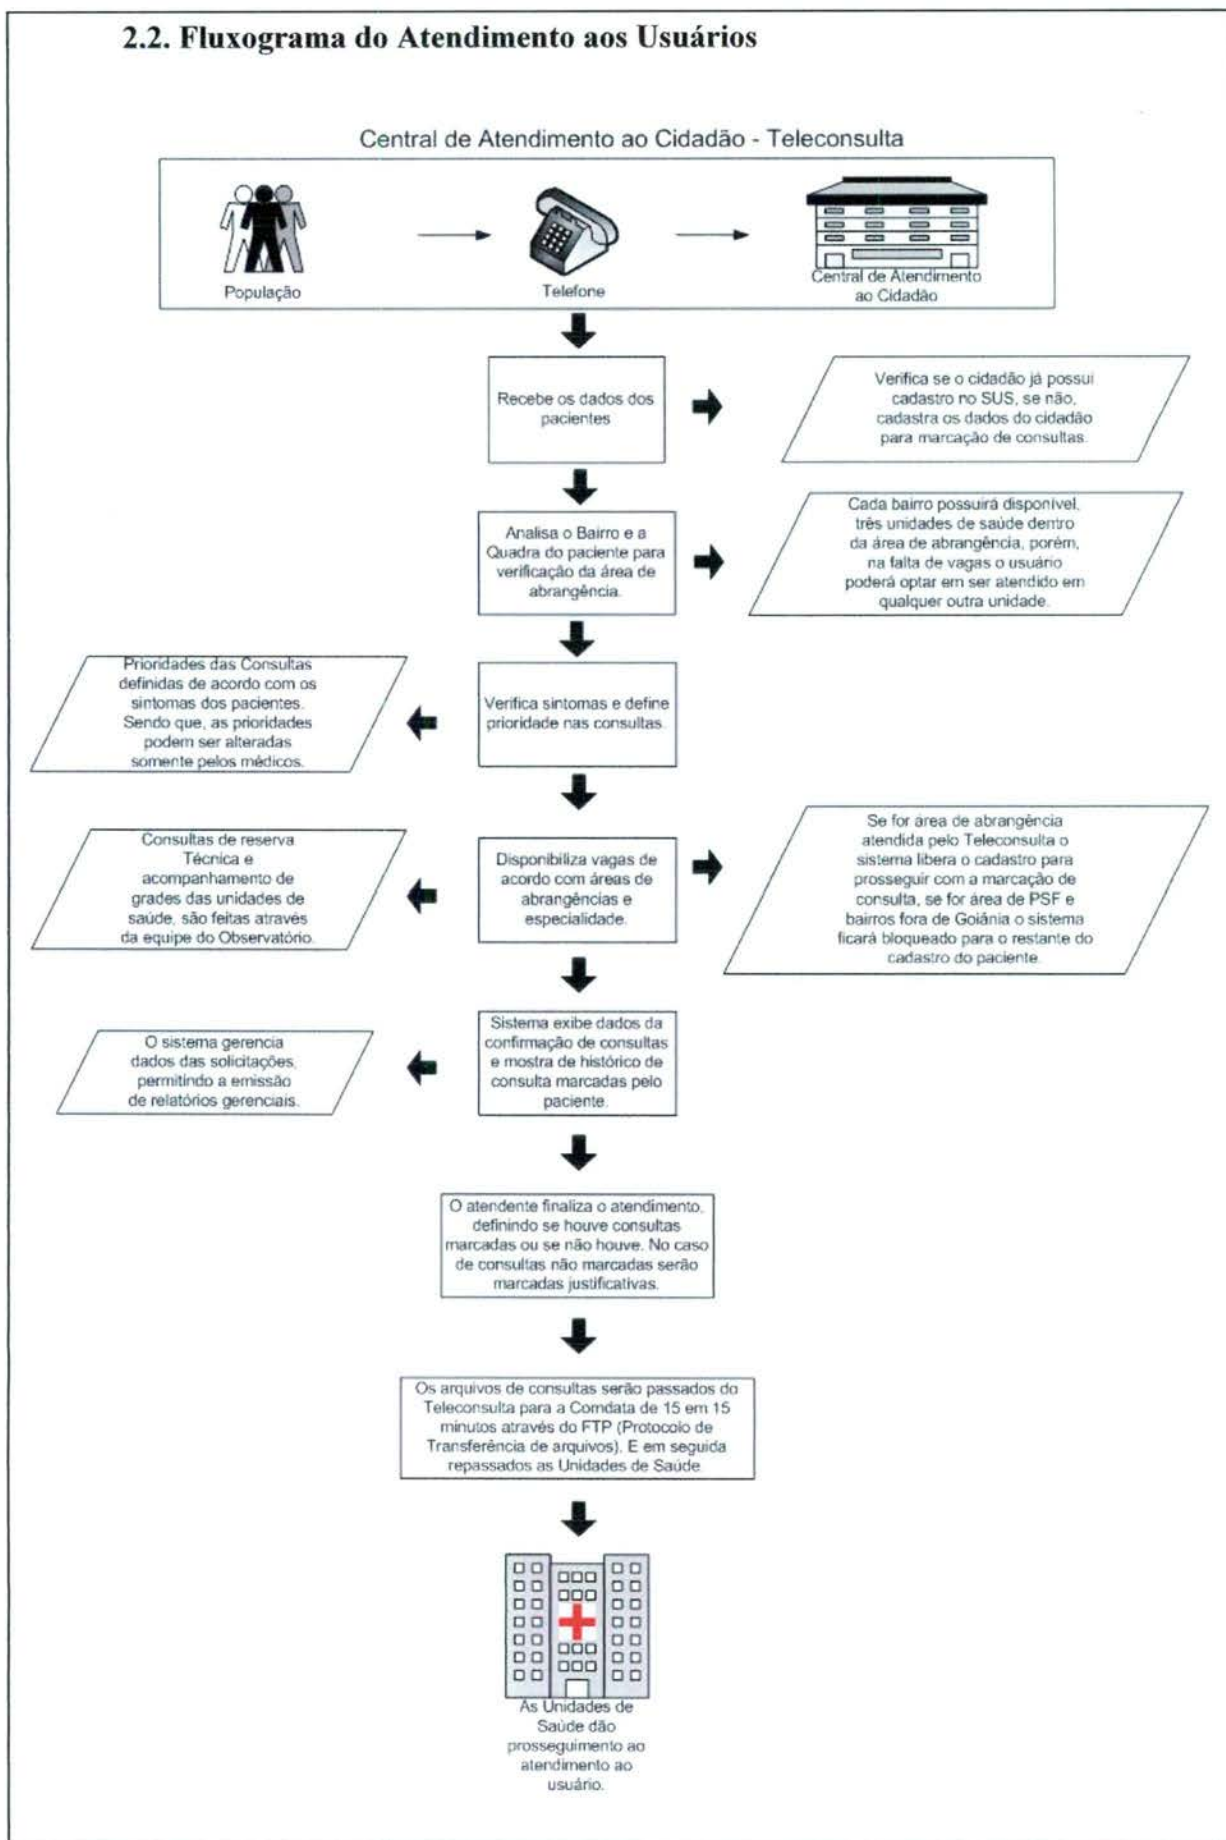 2.2. Fluxograma do Atendimento aos Usuários
Central de Atendimento ao Cidadão - Teleconsulta
População
Telefone
Central de Atendimento
ao Cidadão
Recebe os dados dos
pacientes
Verifica se o cidadão já possui
cadastro no SUS, se não,
cadastra os dados do cidadão
para marcação de consultas.
Analisa o Bairro e a
Quadra do paciente para
verificação da área de
abrangência.
Cada bairro possuirá disponível,
três unidades de saúde dentro
da área de abrangência, porém,
na falta de vagas o usuário
poderá optar em ser atendido em
qualquer outra unidade.
Prioridades das Consultas
definidas de acordo com os
sintomas dos pacientes.
Sendo que, as prioridades
podem ser alteradas
somente pelos médicos.
Verifica sintomas e define
prioridade nas consultas.
Consultas de reserva
Técnica e
acompanhamento de
grades das unidades de
saúde, são feitas através
da equipe do Observatório.
Disponibiliza vagas de
acordo com áreas de
abrangências e
especialidade.
Se for área de abrangência
atendida pelo Teleconsulta o
sistema libera o cadastro para
prosseguir com a marcação de
consulta, se for área de PSF e
bairros fora de Goiânia o sistema
ficará bloqueado para o restante do
cadastro do paciente.
O sistema gerencia
dados das solicitações,
permitindo a emissão
de relatórios gerenciais.
Sistema exibe dados da
confirmação de consultas
e mostra de histórico de
consulta marcadas pelo
paciente.
O atendente finaliza o atendimento,
definindo se houve consultas
marcadas ou se não houve. No caso
de consultas não marcadas serão
marcadas justificativas.
Os arquivos de consultas serão passados do
Teleconsulta para a Comdata de 15 em 15
minutos através do FTP (Protocolo de
Transferência de arquivos). E em seguida
repassados as Unidades de Saúde
As Unidades de
Saúde dão
prosseguimento ao
atendimento ao
usuário.